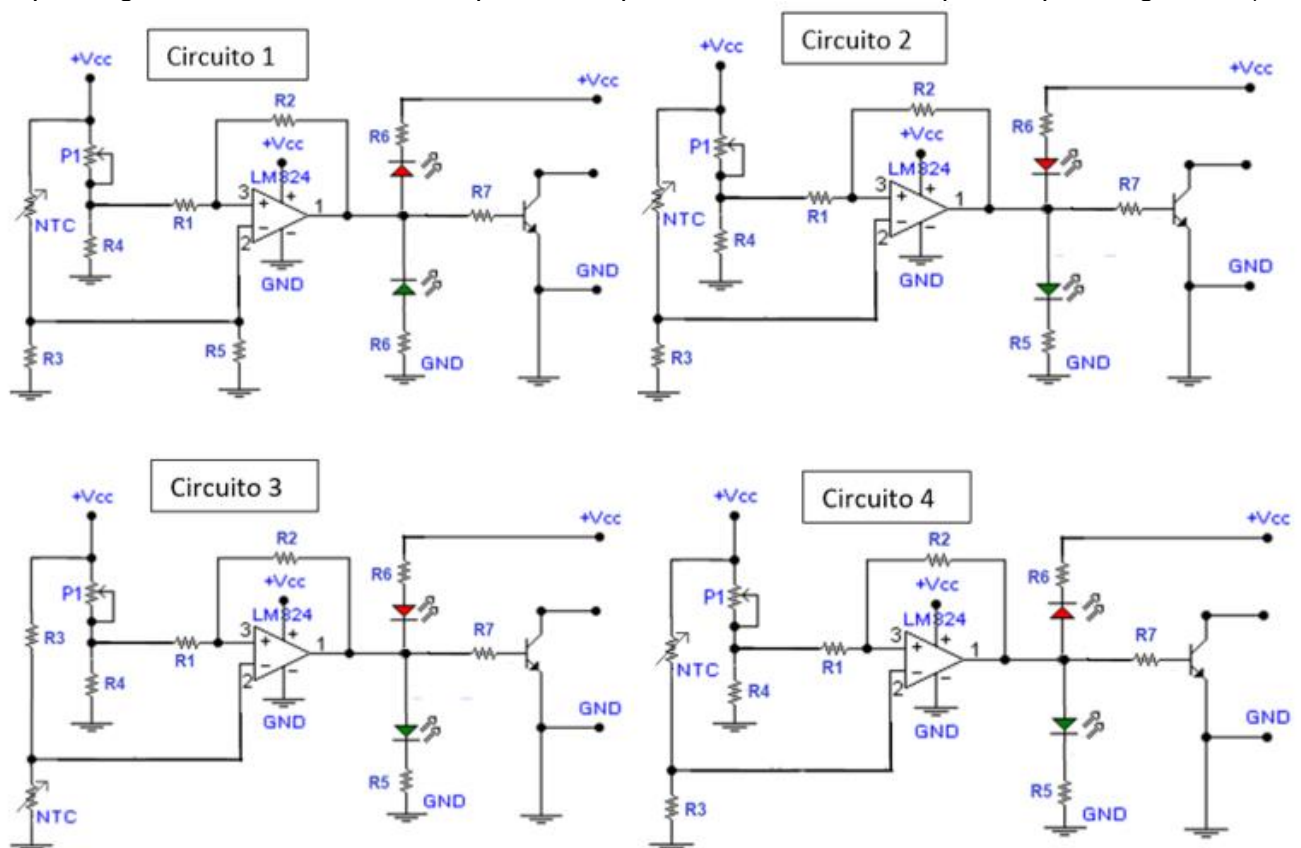 Circuito 1
+Vcc
+Vcc
R2
R6
+Vcc
P1
LM324
3
+
1
R7
NTC
R1
-
2
R4
GND
GND
R3
R5
R6
GND
Circuito 2
+Vcc
+Vcc
R2
R6
+Vcc
P1
LM324
3
+
1
R7
NTC
R1
-
2
R4
GND
GND
R3
R5
GND
Circuito 3
+Vcc
+Vcc
R2
R6
+Vcc
P1
LM324
R3
3
+
1
R7
R1
-
2
R4
GND
GND
NTC
R5
GND
Circuito 4
+Vcc
+Vcc
R2
R6
+Vcc
P1
LM324
3
+
1
R7
NTC
R1
-
2
R4
GND
GND
R3
R5
GND